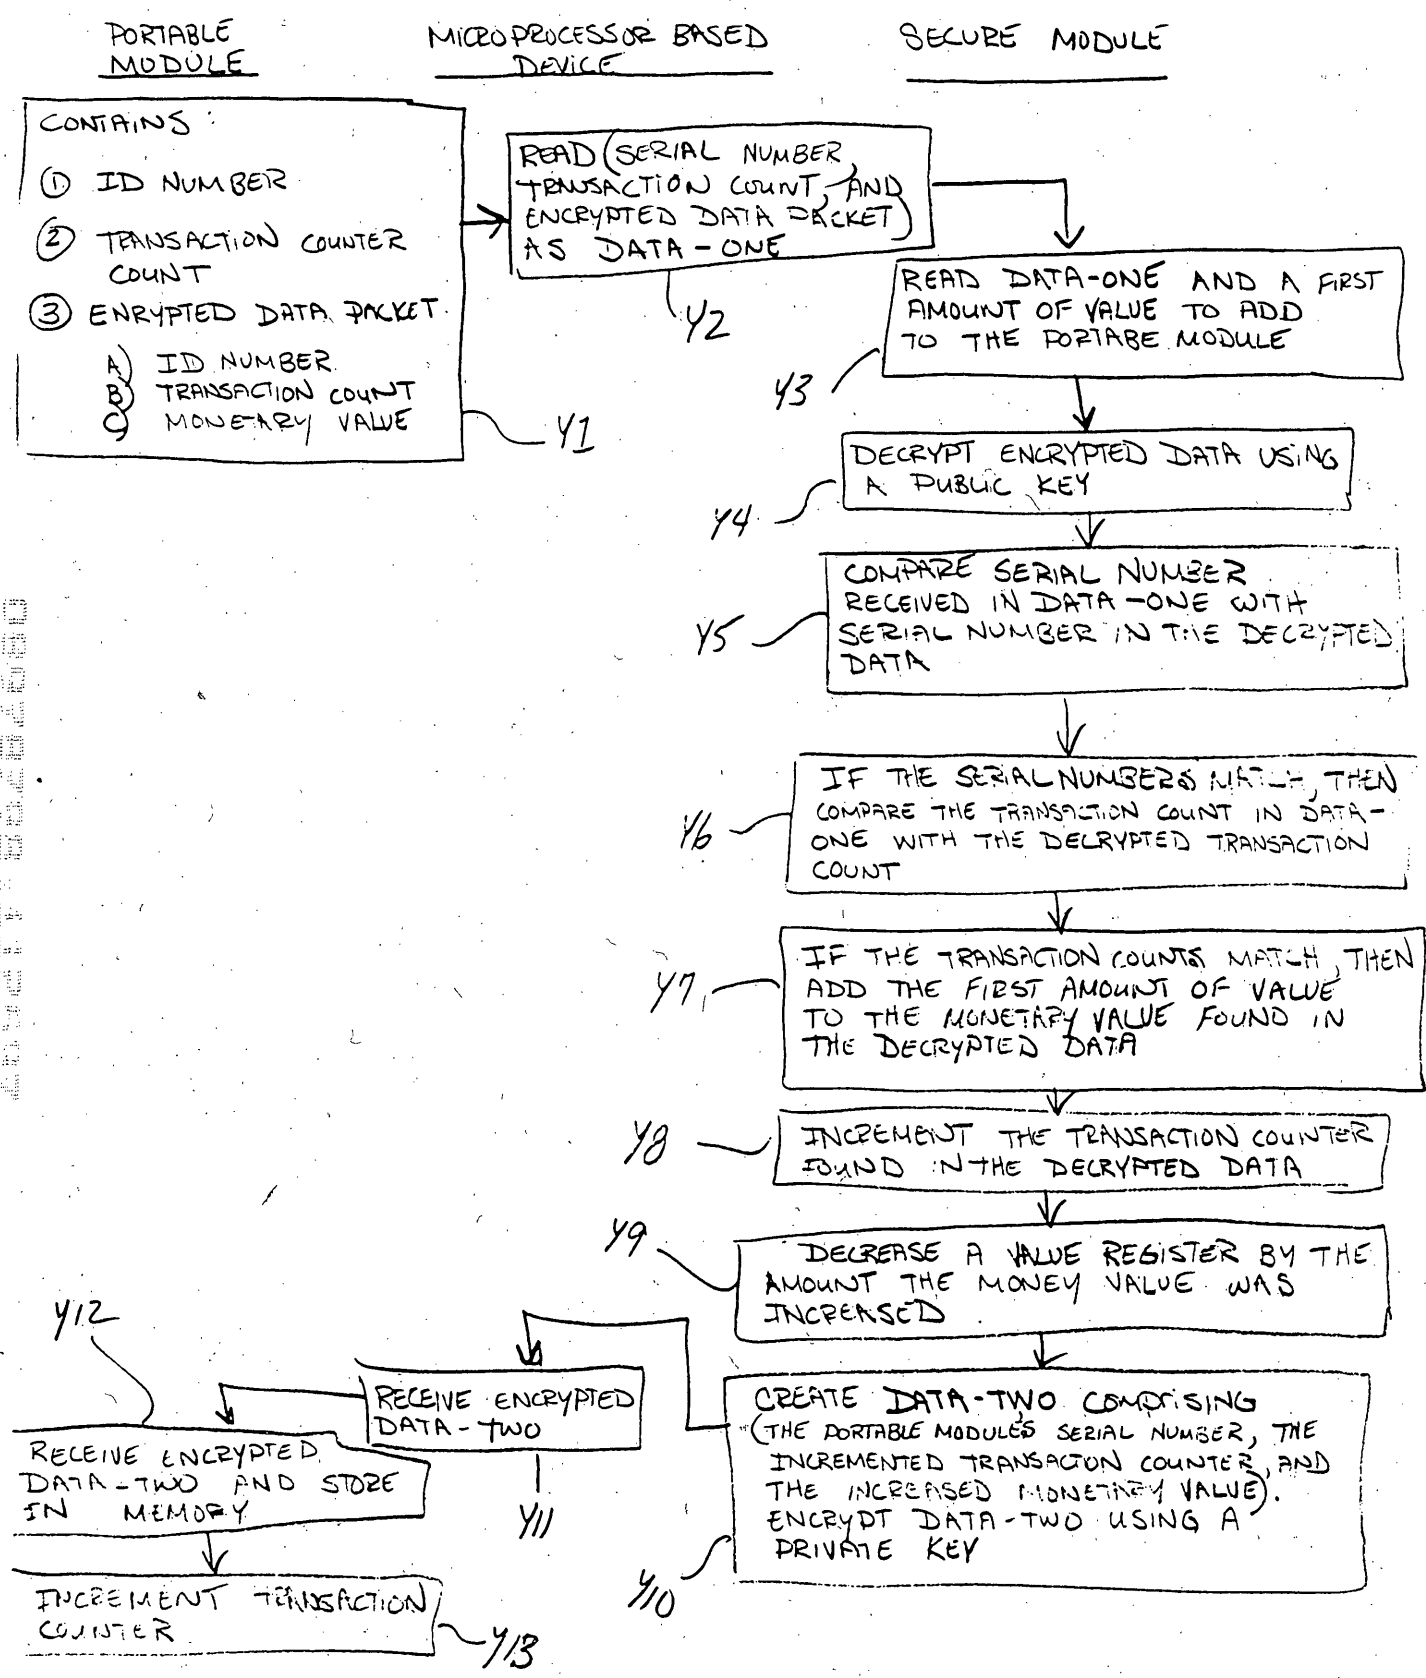 PORTABLE
MODULE
MICROPROCESSOR BASED
DEVICE
SECURE MODULE
CONTAINS:
① ID NUMBER
② TRANSACTION COUNTER
COUNT
③ ENRYPTED DATA PACKET
A) ID NUMBER
B) TRANSACTION COUNT
C) MONETARY VALUE
Y1
READ (SERIAL NUMBER,
TRANSACTION COUNT, AND
ENCRYPTED DATA PACKET)
AS DATA-ONE
Y2
READ DATA-ONE AND A FIRST
AMOUNT OF VALUE TO ADD
TO THE PORTABE MODULE
Y3
DECRYPT ENCRYPTED DATA USING
A PUBLIC KEY
Y4
COMPARE SERIAL NUMBER
RECEIVED IN DATA-ONE WITH
SERIAL NUMBER IN THE DECRYPTED
DATA
Y5
IF THE SERIAL NUMBERS MATCH, THEN
COMPARE THE TRANSACTION COUNT IN DATA-
ONE WITH THE DECRYPTED TRANSACTION
COUNT
Y6
IF THE TRANSACTION COUNTS MATCH, THEN
ADD THE FIRST AMOUNT OF VALUE
TO THE MONETARY VALUE FOUND IN
THE DECRYPTED DATA
Y7
INCREMENT THE TRANSACTION COUNTER
FOUND IN THE DECRYPTED DATA
Y8
DECREASE A VALUE REGISTER BY THE
AMOUNT THE MONEY VALUE WAS
INCREASED
Y9
CREATE DATA-TWO COMPRISING
(THE PORTABLE MODULE'S SERIAL NUMBER, THE
INCREMENTED TRANSACTON COUNTER, AND
THE INCREASED MONETARY VALUE).
ENCRYPT DATA-TWO USING A
PRIVATE KEY
Y10
RECEIVE ENCRYPTED
DATA-TWO
Y11
Y12
RECEIVE ENCRYPTED
DATA-TWO AND STORE
IN MEMORY
INCREMENT TRANSACTION
COUNTER
Y13